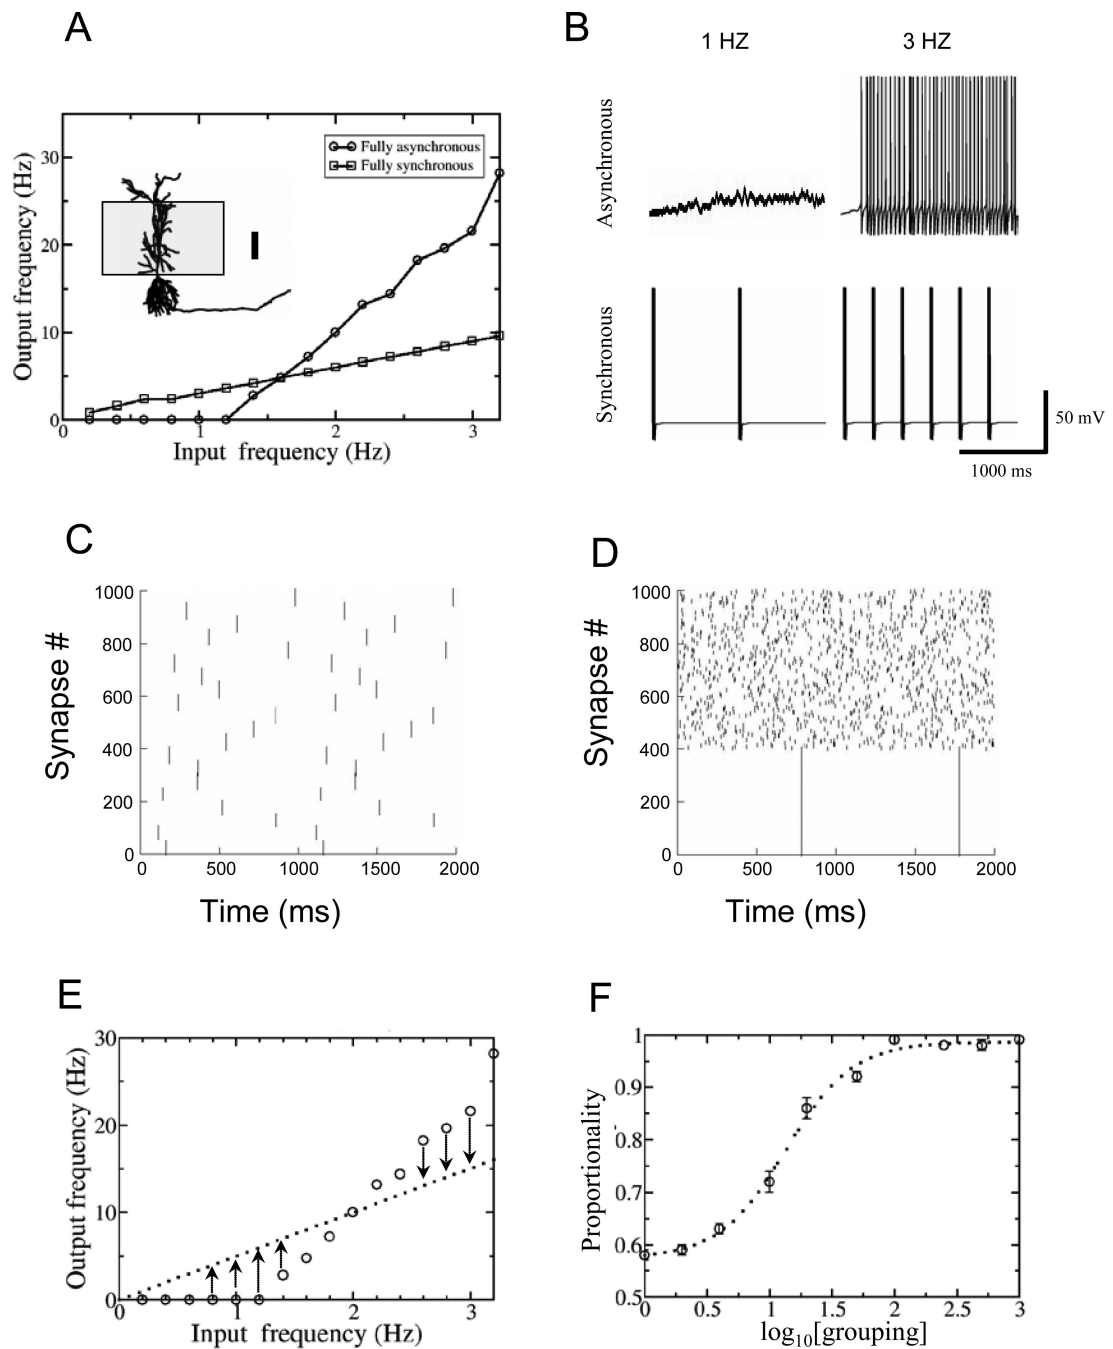 A
Output frequency (Hz)
30
20
10
0
0
1
2
3
Input frequency (Hz)
Fully asynchronous
Fully synchronous
B
1 HZ
3 HZ
Asynchronous
Synchronous
50 mV
1000 ms
C
Synapse #
1000
800
600
400
200
0
0
500
1000
1500
2000
Time (ms)
D
Synapse #
1000
800
600
400
200
0
0
500
1000
1500
2000
Time (ms)
E
Output frequency (Hz)
30
20
10
0
0
1
2
3
Input frequency (Hz)
F
Proportionality
1
0.9
0.8
0.7
0.6
0.5
0
0.5
1
1.5
2
2.5
3
log10[grouping]